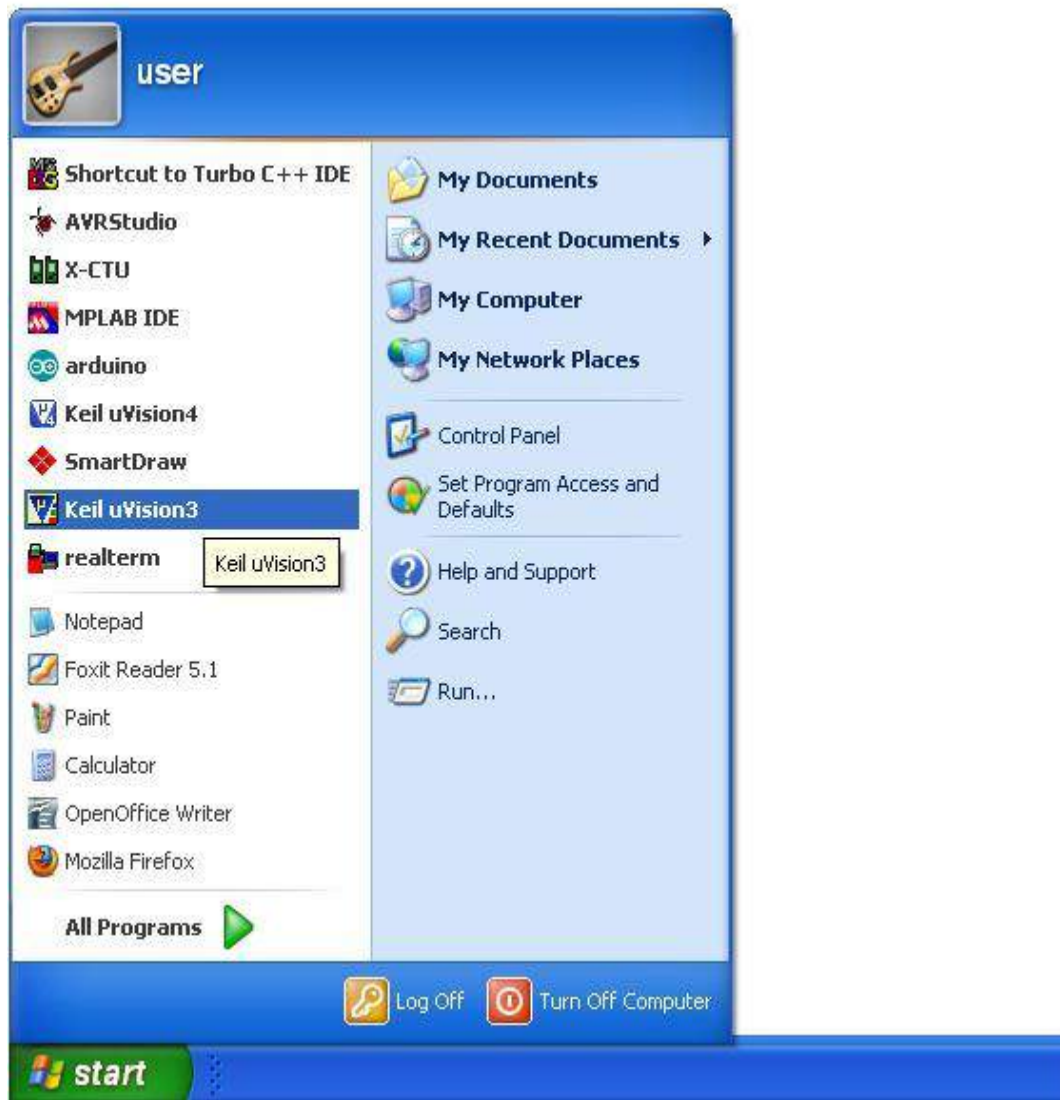 user
Shortcut to Turbo C++ IDE
AVRStudio
X-CTU
MPLAB IDE
arduino
Keil uVision4
SmartDraw
Keil uVision3
realterm
Keil uVision3
Notepad
Foxit Reader 5.1
Paint
Calculator
OpenOffice Writer
Mozilla Firefox
All Programs
My Documents
My Recent Documents
My Computer
My Network Places
Control Panel
Set Program Access and
Defaults
Help and Support
Search
Run...
Log Off
Turn Off Computer
start